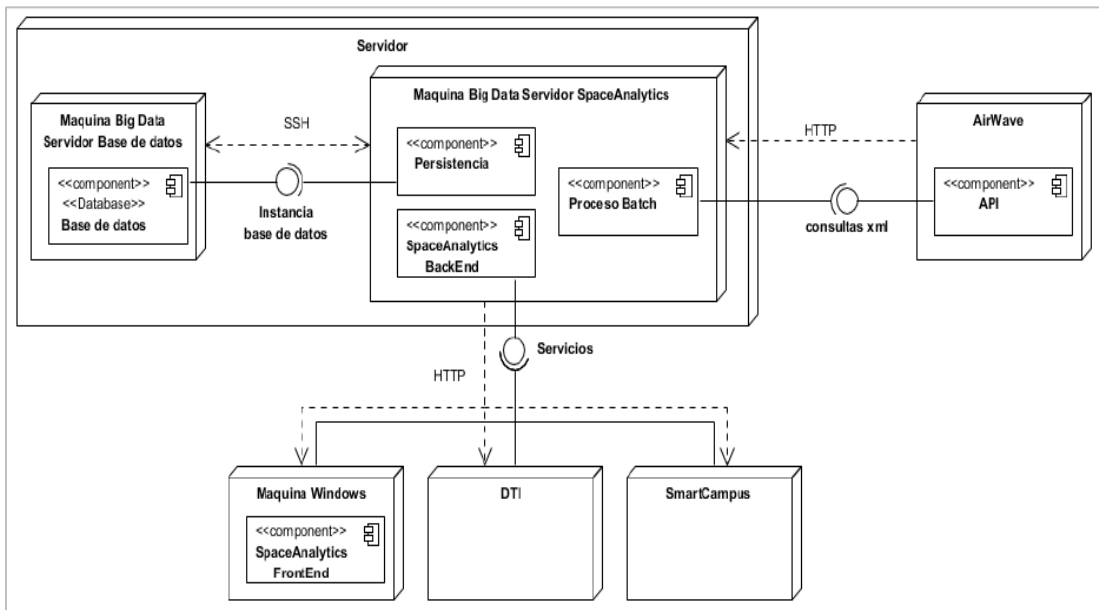 Servidor
Maquina Big Data
Servidor Base de datos
<<component>>
<<Database>>
Base de datos
SSH
Instancia
base de datos
Maquina Big Data Servidor SpaceAnalytics
<<component>>
Persistencia
<<component>>
SpaceAnalytics
BackEnd
<<component>>
Proceso Batch
HTTP
consultas xml
AirWave
<<component>>
API
Servicios
HTTP
Maquina Windows
<<component>>
SpaceAnalytics
FrontEnd
DTI
SmartCampus